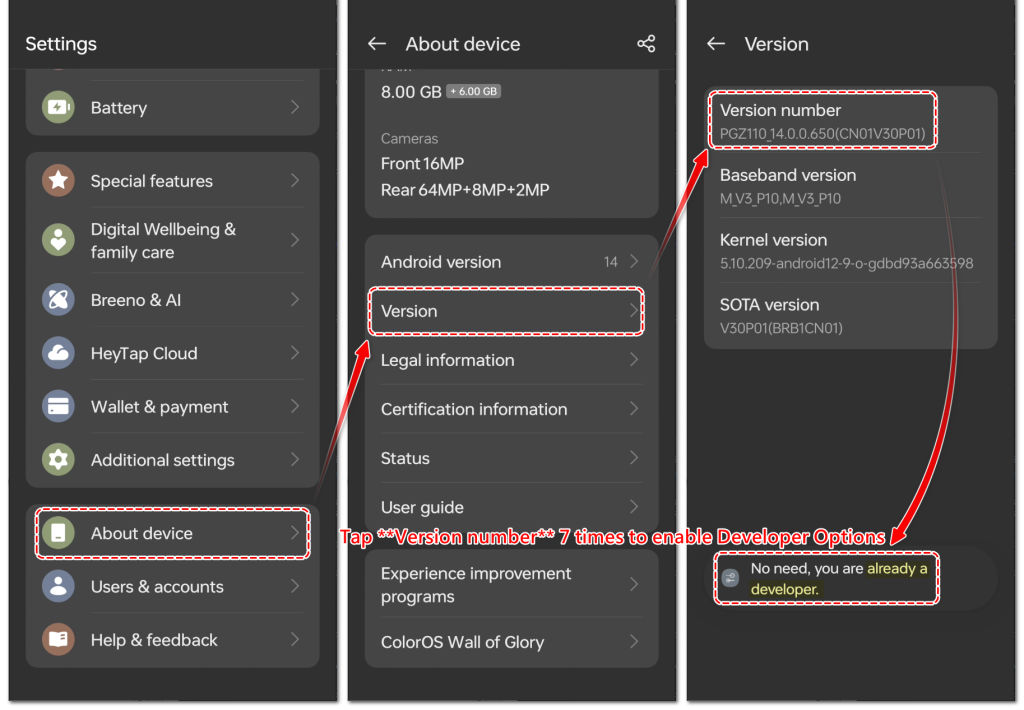 Settings
Battery
Special features
Digital Wellbeing &
family care
Breeno & AI
HeyTap Cloud
Wallet & payment
Additional settings
About device
Users & accounts
Help & feedback
About device
8.00 GB + 6.00 GB
Cameras
Front 16MP
Rear 64MP+8MP+2MP
Android version 14
Version
Legal information
Certification information
Status
User guide
Experience improvement
programs
ColorOS Wall of Glory
Version
Version number
PGZ110_14.0.0.650(CN01V30P01)
Baseband version
M_V3_P10,M_V3_P10
Kernel version
5.10.209-android12-9-o-gdbd93a663598
SOTA version
V30P01(BRB1CN01)
Tap **Version number** 7 times to enable Developer Options
No need, you are already a
developer.